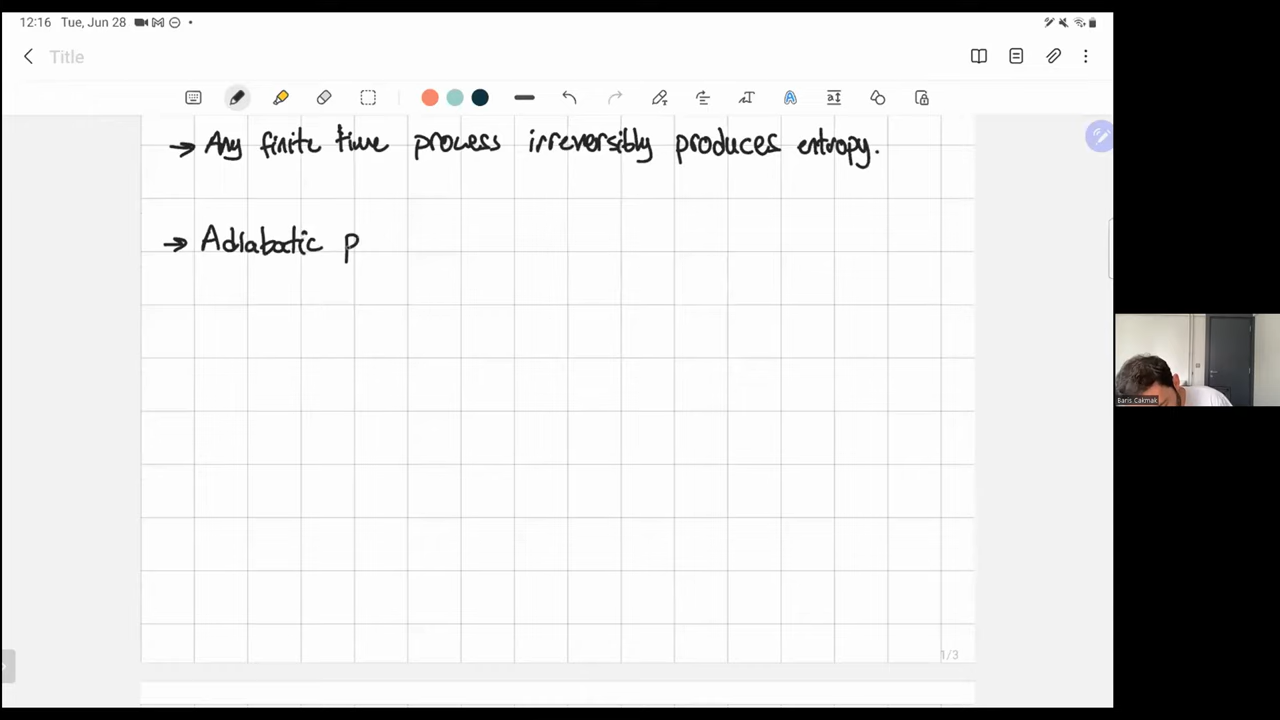 12:16 Tue, Jun 28
Title
→ Any finite time process irreversibly produces entropy.
→ Adiabatic p
1/3
Baris Cakmak